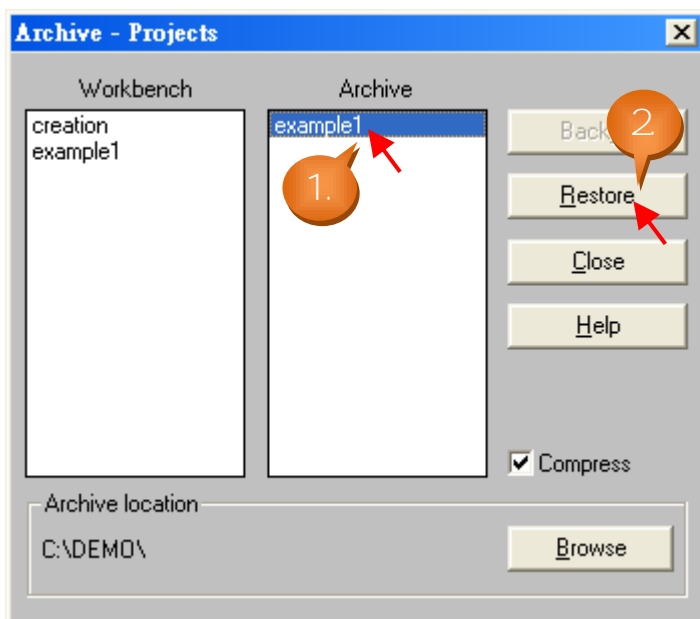 Archive - Projects
Workbench
Archive
creation
example1
example1
1.
2
Restore
Close
Help
Compress
Archive location
C:\DEMO\
Browse